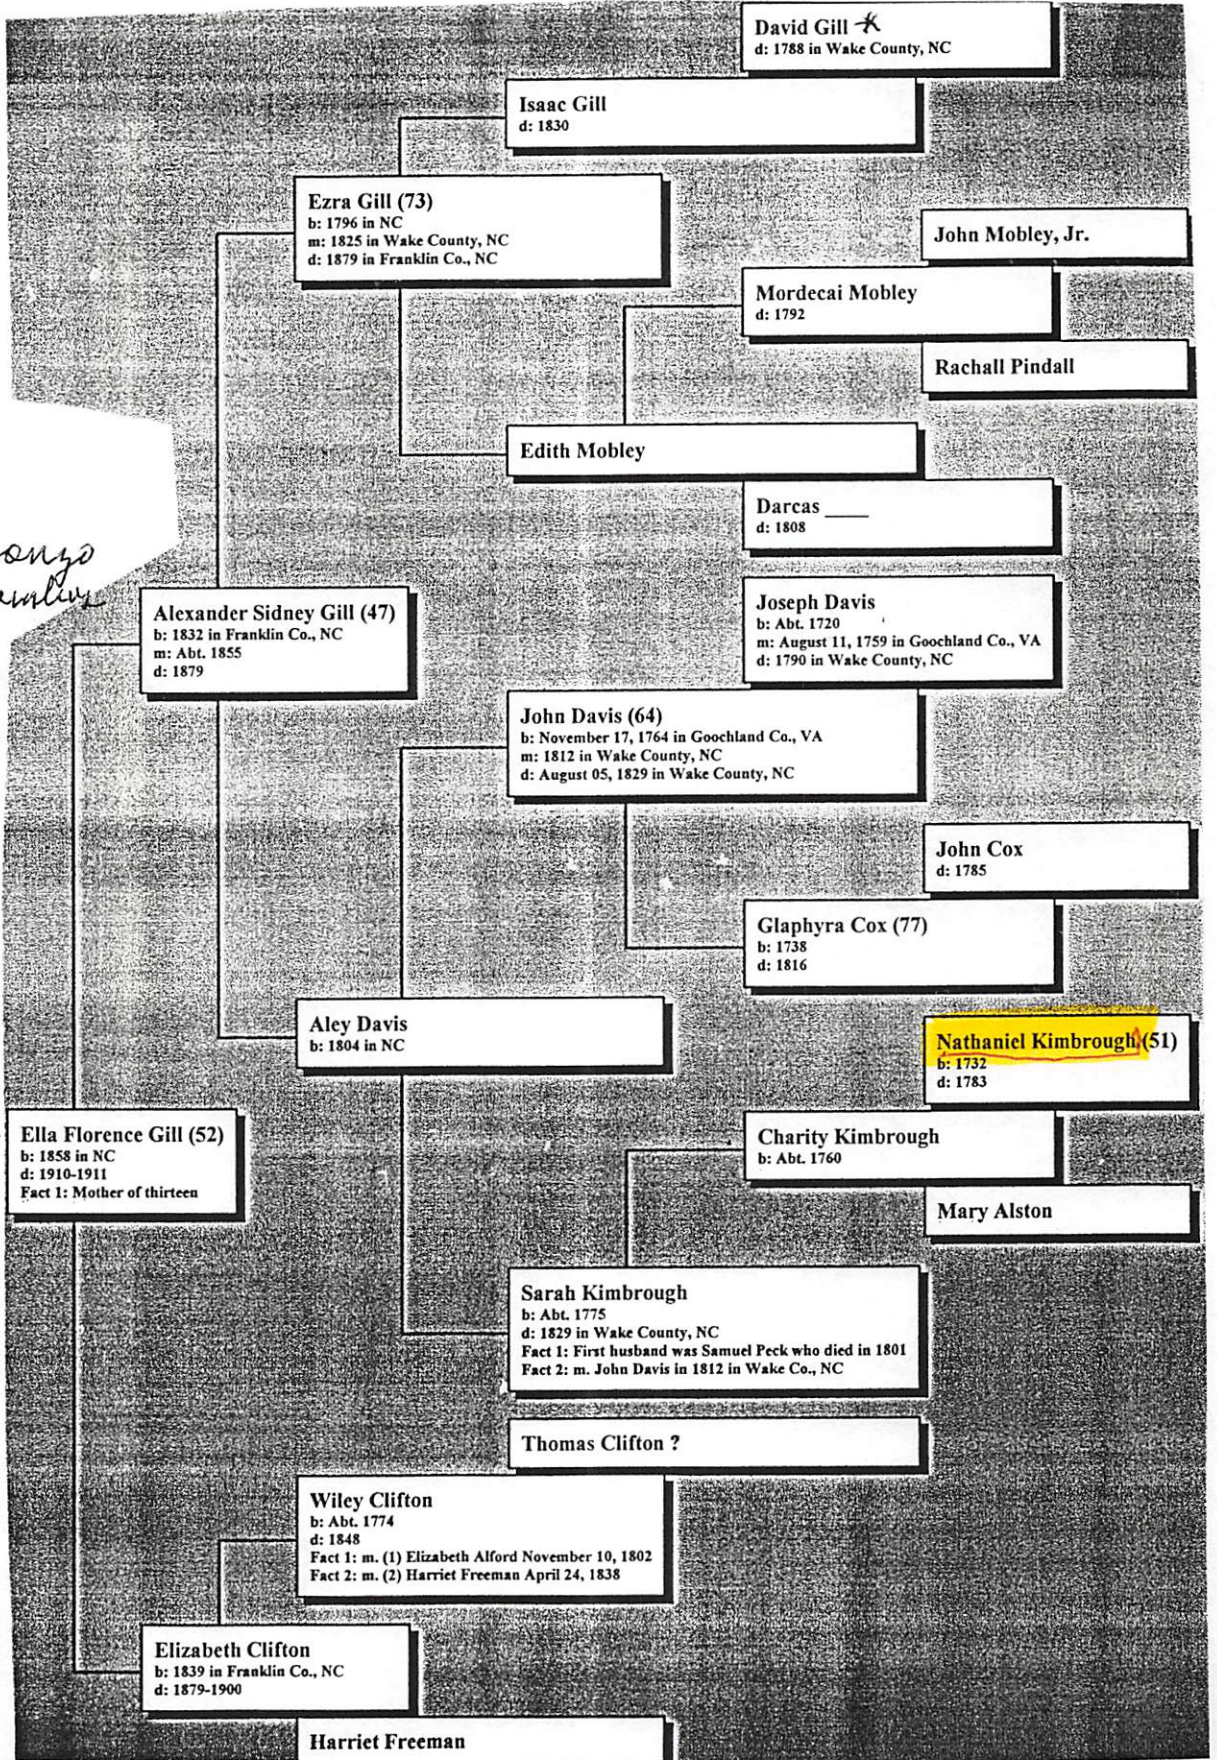 David Gill
d: 1788 in Wake County, NC
Isaac Gill
d: 1830
Ezra Gill (73)
b: 1796 in NC
m: 1825 in Wake County, NC
d: 1879 in Franklin Co., NC
John Mobley, Jr.
Mordecai Mobley
d: 1792
Rachall Pindall
Edith Mobley
Darcas ____
d: 1808
Alexander Sidney Gill (47)
b: 1832 in Franklin Co., NC
m: Abt. 1855
d: 1879
Joseph Davis
b: Abt. 1720
m: August 11, 1759 in Goochland Co., VA
d: 1790 in Wake County, NC
John Davis (64)
b: November 17, 1764 in Goochland Co., VA
m: 1812 in Wake County, NC
d: August 05, 1829 in Wake County, NC
John Cox
d: 1785
Glaphyra Cox (77)
b: 1738
d: 1816
Aley Davis
b: 1804 in NC
Nathaniel Kimbrough (51)
b: 1732
d: 1783
Ella Florence Gill (52)
b: 1858 in NC
d: 1910-1911
Fact 1: Mother of thirteen
Charity Kimbrough
b: Abt. 1760
Mary Alston
Sarah Kimbrough
b: Abt. 1775
d: 1829 in Wake County, NC
Fact 1: First husband was Samuel Peck who died in 1801
Fact 2: m. John Davis in 1812 in Wake Co., NC
Thomas Clifton ?
Wiley Clifton
b: Abt. 1774
d: 1848
Fact 1: m. (1) Elizabeth Alford November 10, 1802
Fact 2: m. (2) Harriet Freeman April 24, 1838
Elizabeth Clifton
b: 1839 in Franklin Co., NC
d: 1879-1900
Harriet Freeman